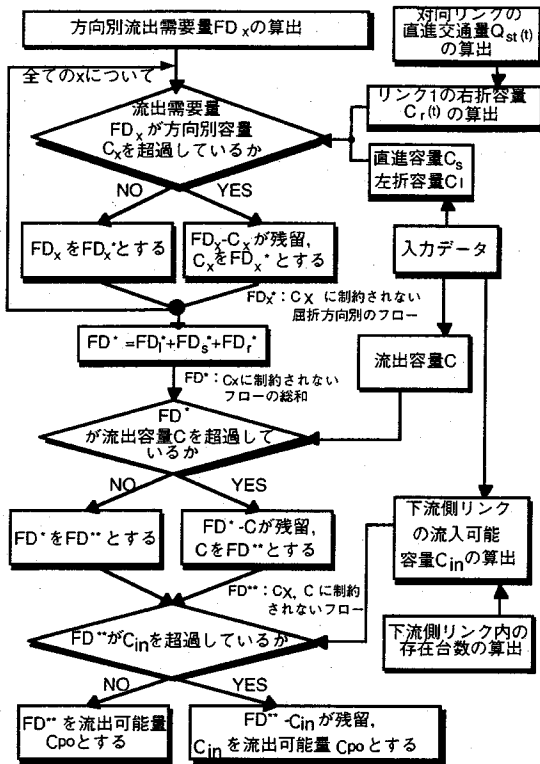 方向別流出需要量FDxの算出
対向リンクの
直進交通量Qst(t)
の算出
全てのxについて
流出需要量
FDxが方向別容量
Cxを超過しているか
リンク1の右折容量
Cr(t) の算出
直進容量Cs
左折容量Cl
NO
YES
FDxをFDx*とする
FDx-Cxが残留,
CxをFDx*とする
入力データ
FDx*：Cxに制約されない
屈折方向別のフロー
FD*=FDl*+FDs*+FDr*
流出容量C
FD*：Cxに制約されない
フローの総和
FD*
が流出容量Cを超過して
いるか
NO
YES
FD*をFD**とする
FD*-Cが残留,
CをFD**とする
下流側リンク
の流入可能
容量Cinの算出
FD**：Cx, Cに制約
されないフロー
FD**がCinを超過しているか
下流側リンク内の
存在台数の算出
NO
YES
FD**を流出可能量
Cpoとする
FD**-Cinが残留,
Cinを流出可能量Cpoとする